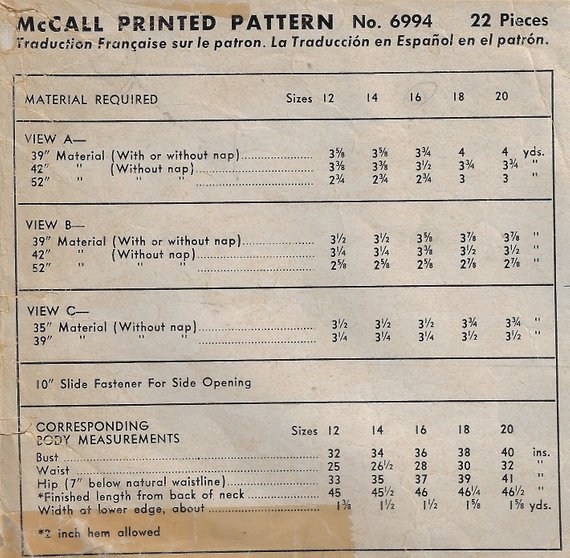 McCALL PRINTED PATTERN No. 6994 22 Pieces
Traduction Française sur le patron. La Traducción en Español en el patrón.
MATERIAL REQUIRED Sizes 12 14 16 18 20
VIEW A—
39" Material (With or without nap) 3⅝ 3⅝ 3¾ 4 4 yds.
42" " (Without nap) 3⅜ 3⅜ 3½ 3¾ 3¾ "
52" " " " 2¾ 2¾ 2¾ 3 3 "
VIEW B—
39" Material (With or without nap) 3½ 3½ 3⅝ 3⅞ 3⅞ "
42" " (Without nap) 3¼ 3¼ 3⅜ 3½ 3½ "
52" " " " 2⅝ 2⅝ 2⅝ 2⅞ 2⅞ "
VIEW C—
35" Material (Without nap) 3½ 3½ 3½ 3¾ 3¾ "
39" " " " 3¼ 3¼ 3¼ 3½ 3½ "
10" Slide Fastener For Side Opening
CORRESPONDING Sizes 12 14 16 18 20
BODY MEASUREMENTS
Bust 32 34 36 38 40 ins.
Waist 25 26½ 28 30 32 "
Hip (7" below natural waistline) 33 35 37 39 41 "
*Finished length from back of neck 45 45½ 46 46¼ 46½ "
Width at lower edge, about 1⅜ 1½ 1½ 1⅝ 1⅝ yds.
*2 inch hem allowed